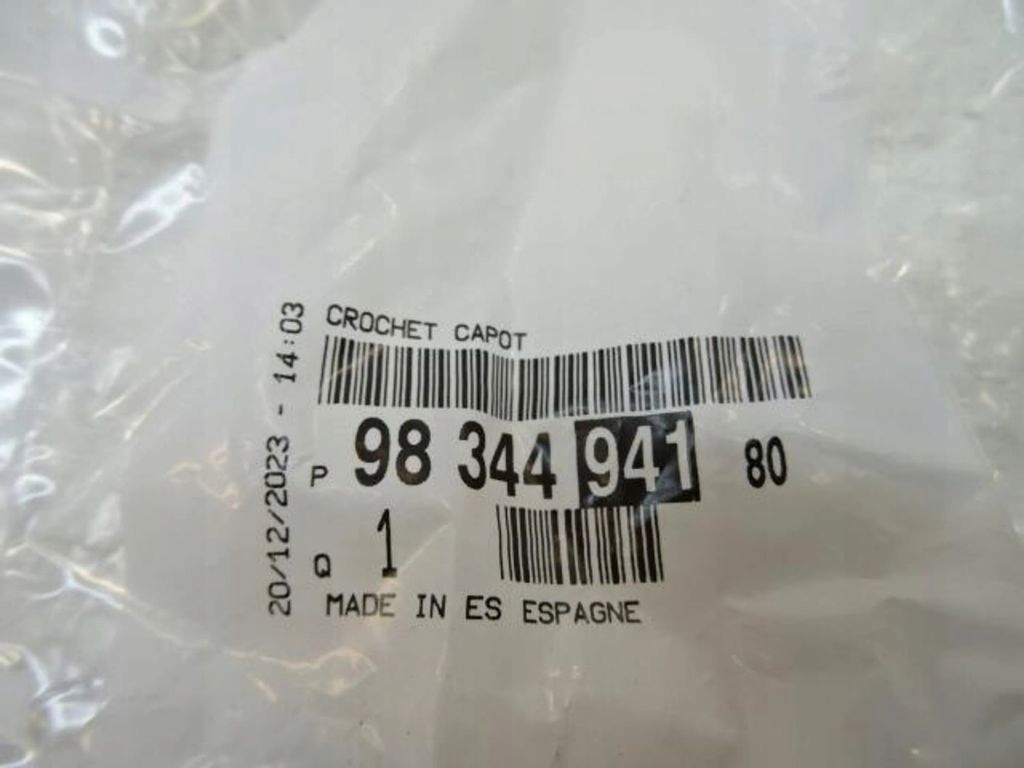 CROCHET CAPOT
P 98 344 941 80
Q 1
MADE IN ES ESPAGNE
20/12/2023 - 14:03